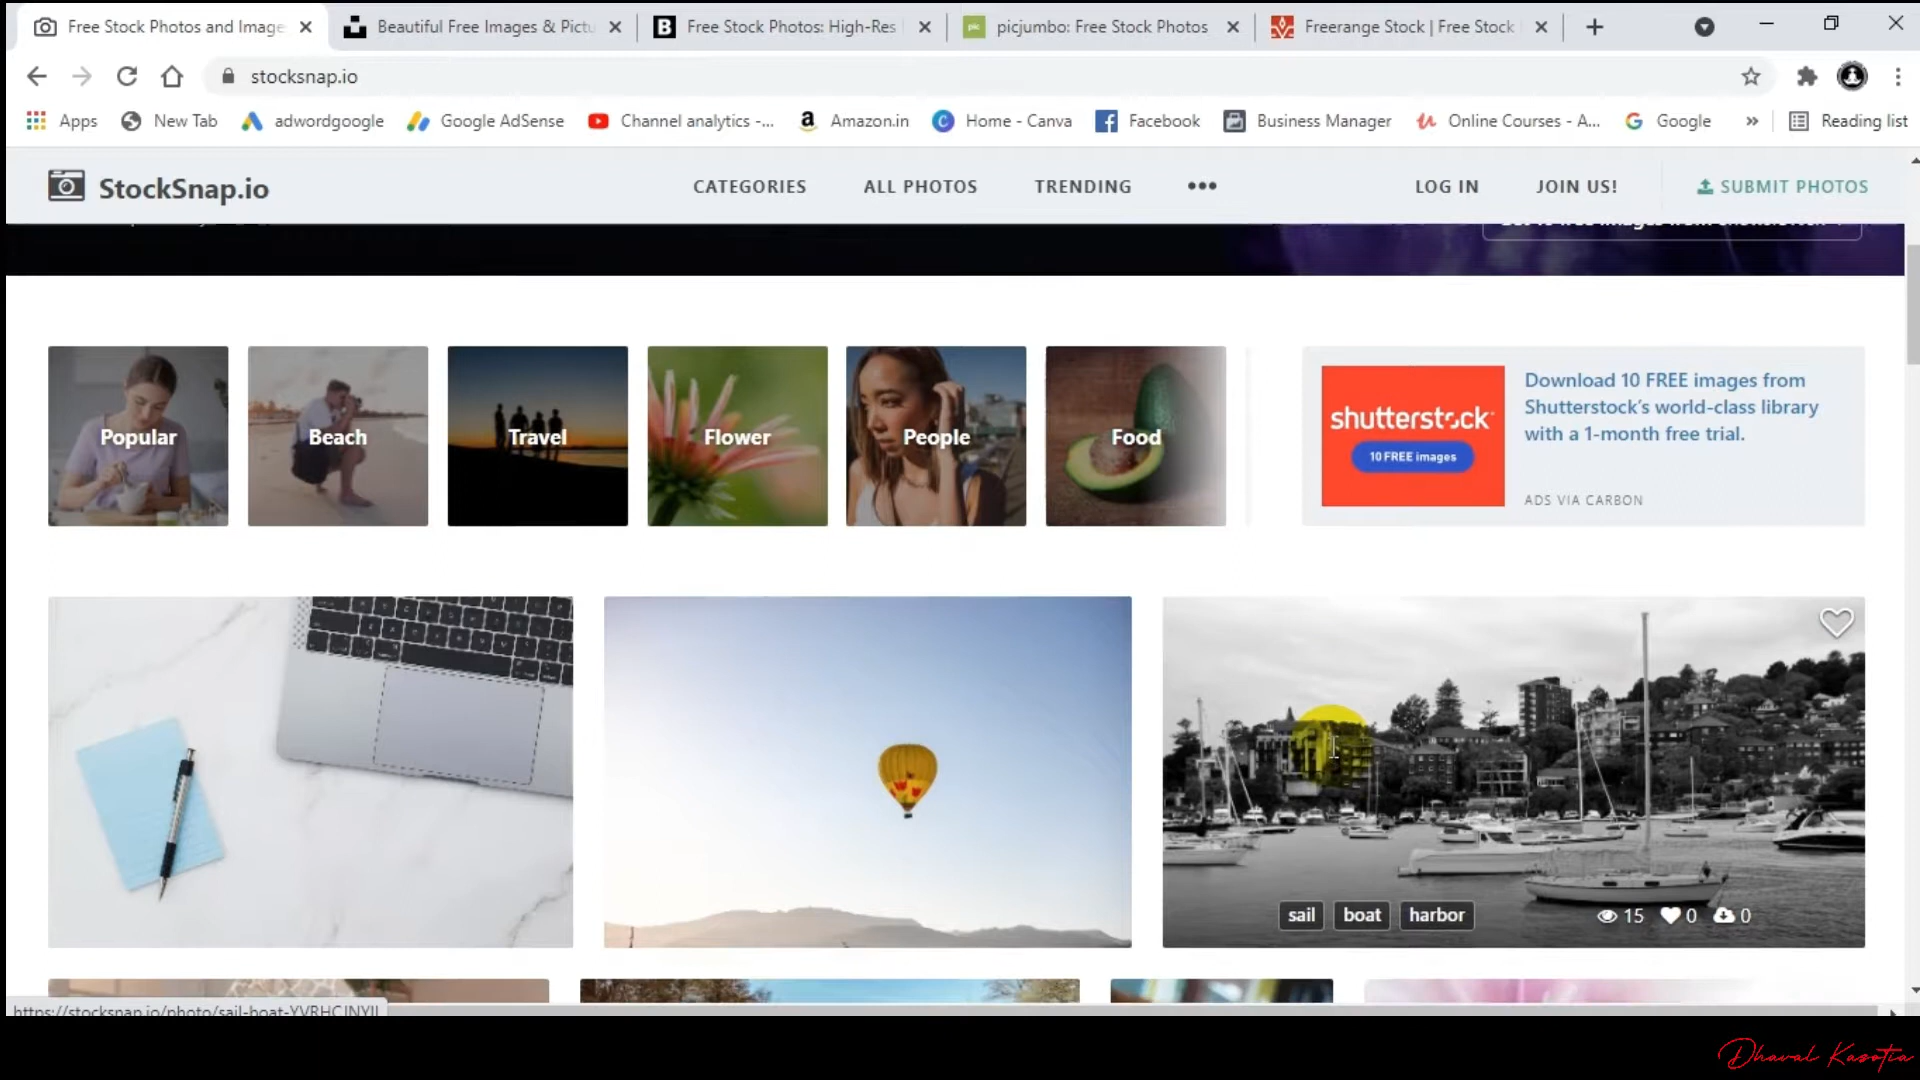 Free Stock Photos and Image
Beautiful Free Images & Pictu
B Free Stock Photos: High-Res
pic picjumbo: Free Stock Photos
Freerange Stock | Free Stock
stocksnap.io
Apps
New Tab
adwordgoogle
Google AdSense
Channel analytics -...
Amazon.in
Home - Canva
Facebook
Business Manager
Online Courses - A...
Google
»
Reading list
StockSnap.io
CATEGORIES
ALL PHOTOS
TRENDING
•••
LOG IN
JOIN US!
SUBMIT PHOTOS
Popular
Beach
Travel
Flower
People
Food
shutterstock
10 FREE images
Download 10 FREE images from
Shutterstock's world-class library
with a 1-month free trial.
ADS VIA CARBON
sail boat harbor
15 0 0
Dhaval Kasotia